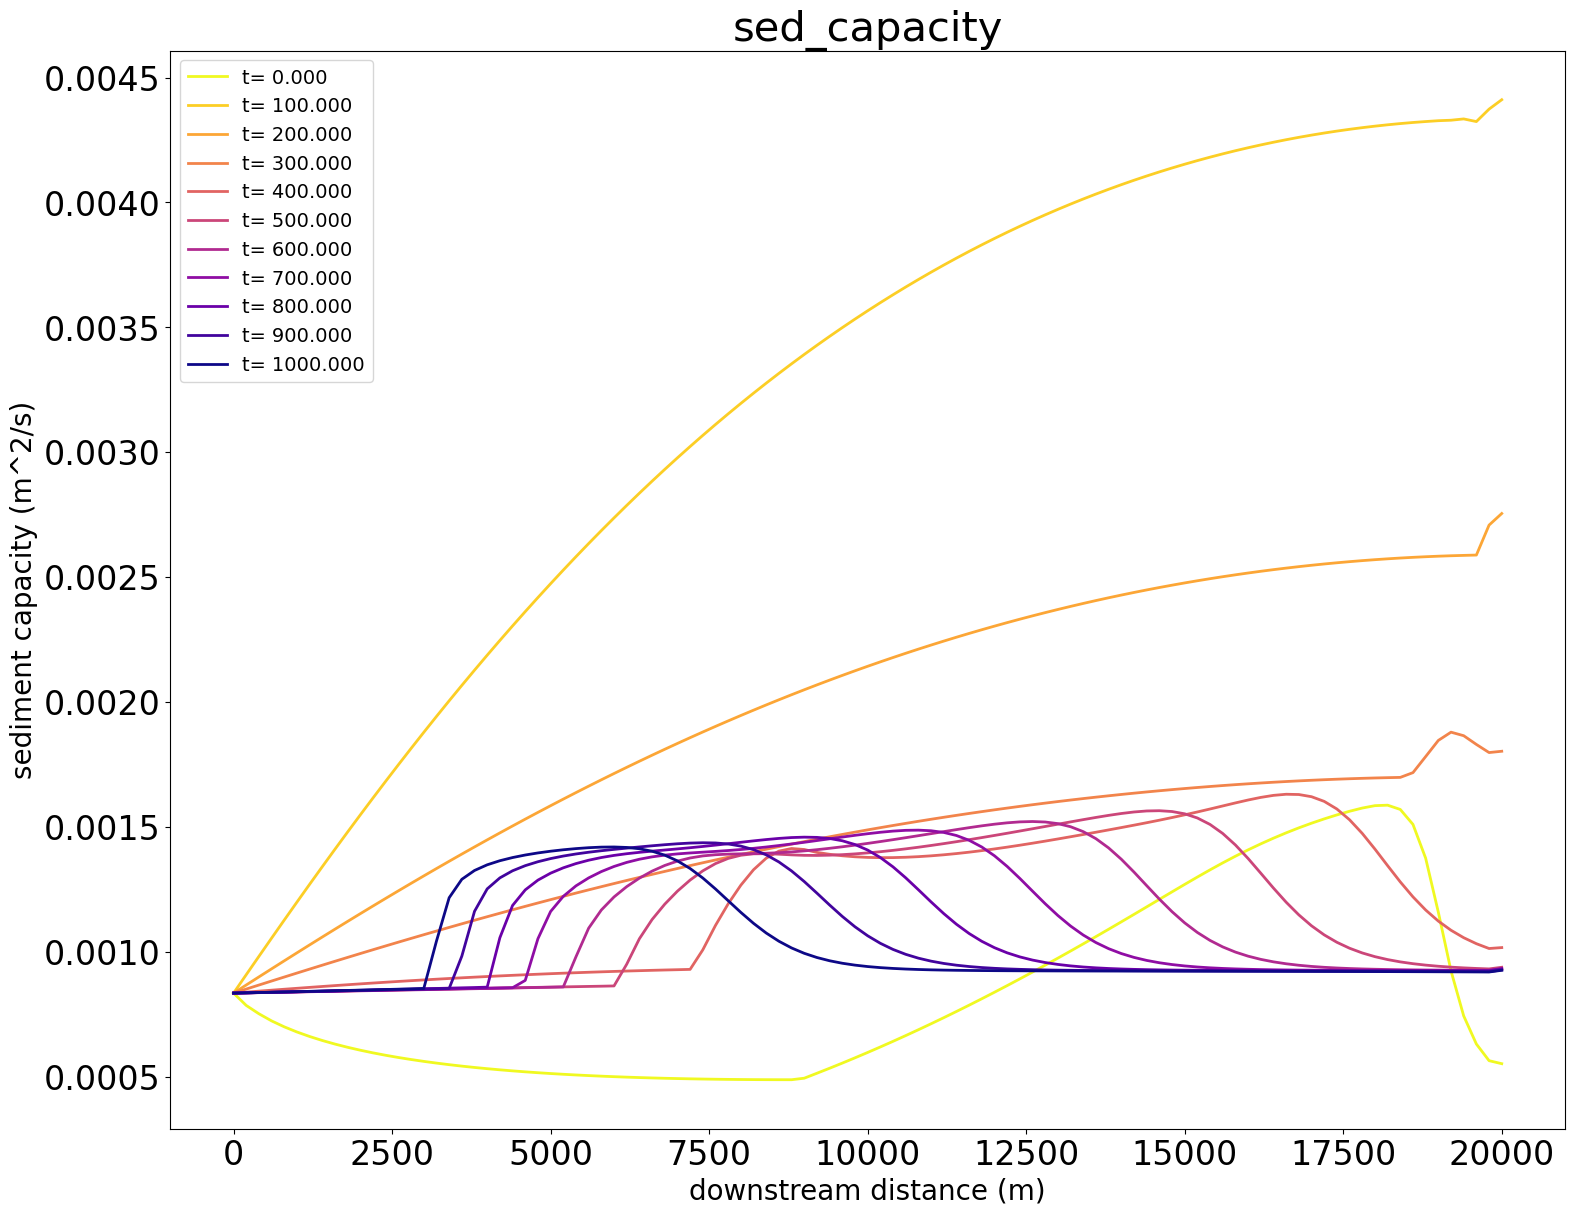 sed_capacity
0.0045
0.0040
0.0035
0.0030
0.0025
0.0020
0.0015
0.0010
0.0005
sediment capacity (m^2/s)
t= 0.000
t= 100.000
t= 200.000
t= 300.000
t= 400.000
t= 500.000
t= 600.000
t= 700.000
t= 800.000
t= 900.000
t= 1000.000
0 2500 5000 7500 10000 12500 15000 17500 20000
downstream distance (m)